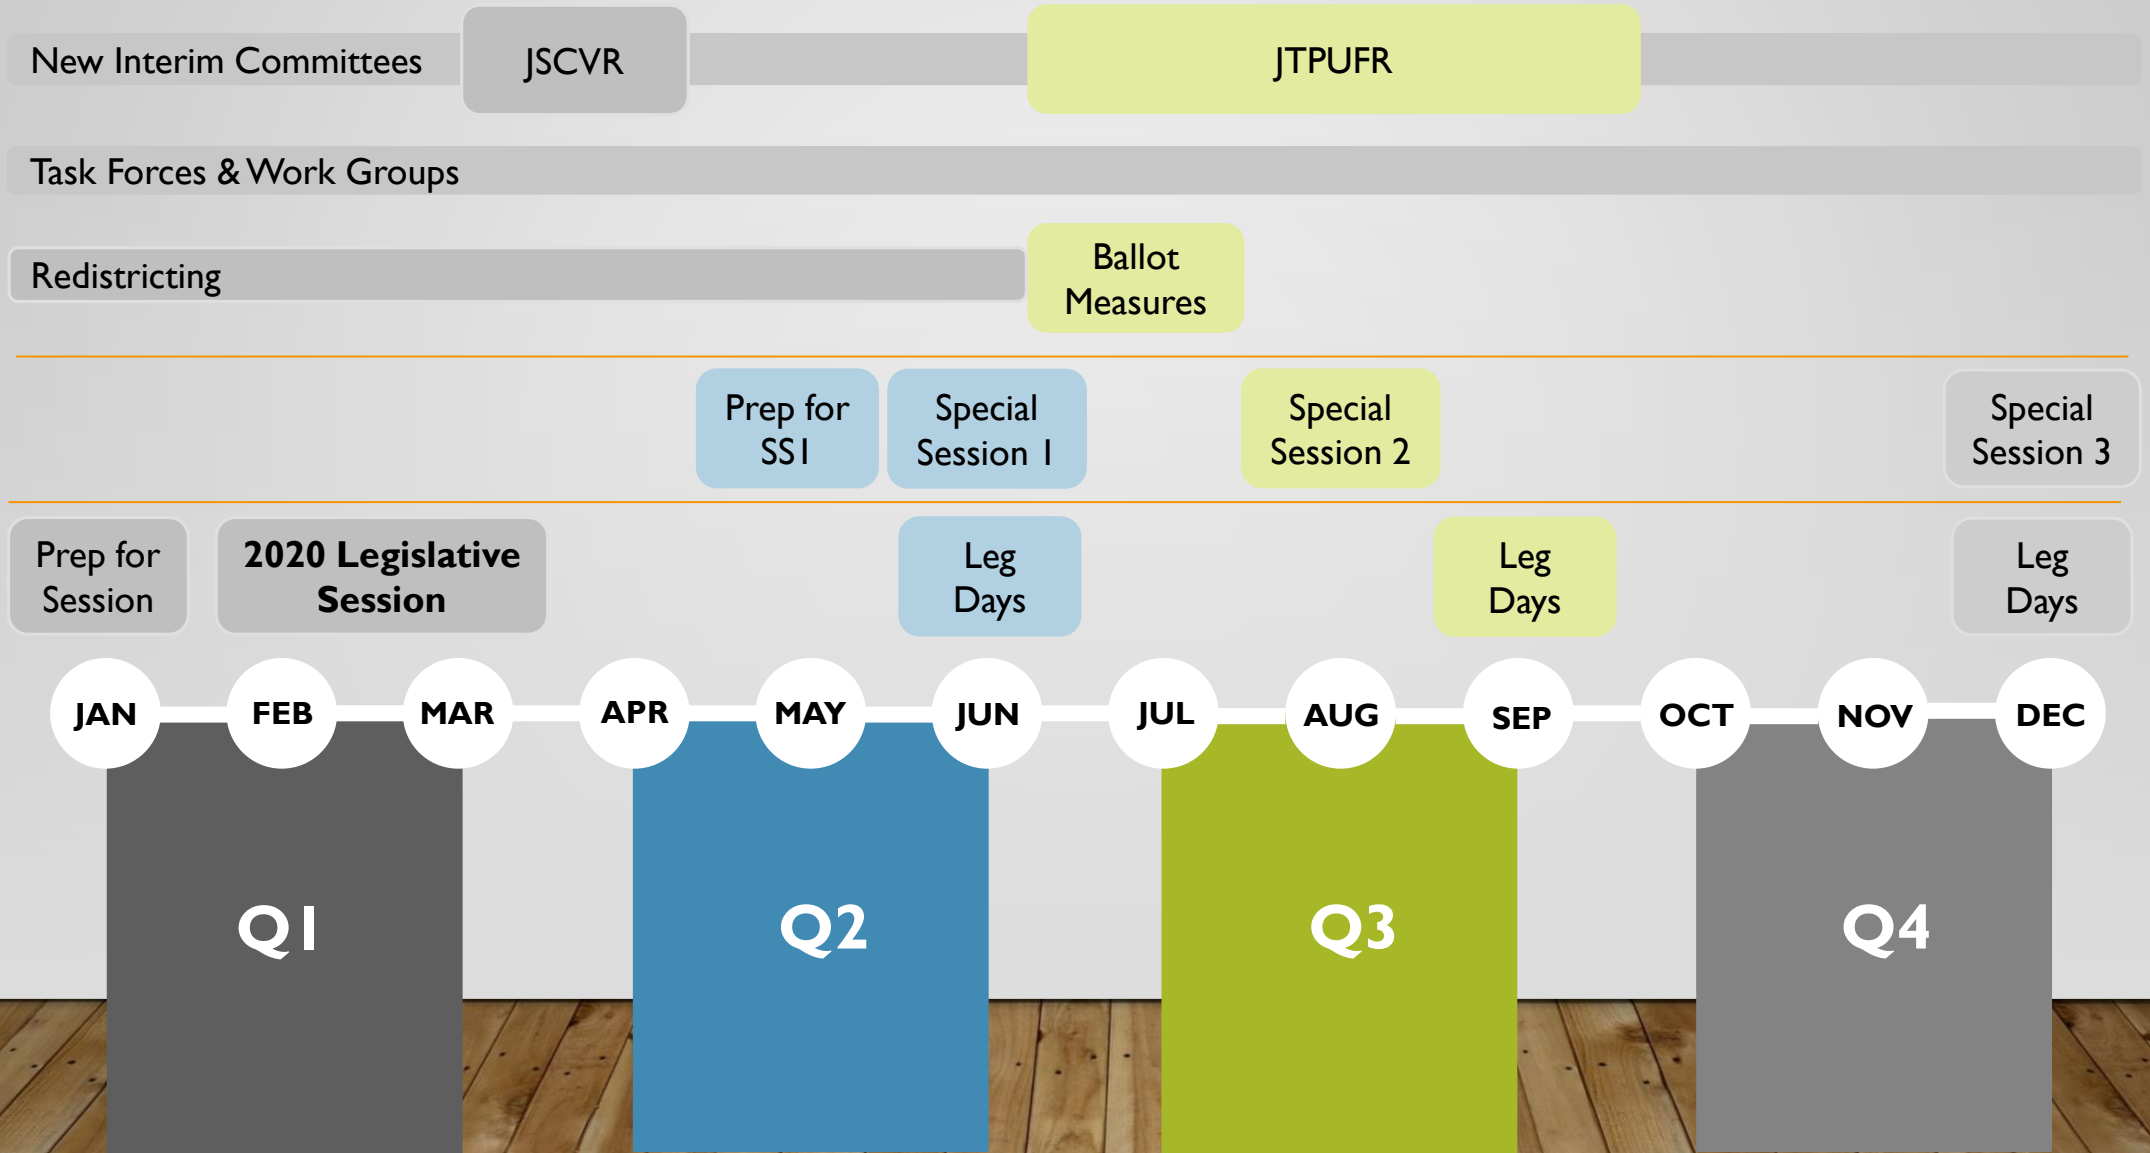 New Interim Committees
JSCVR
JTPUFR
Task Forces & Work Groups
Redistricting
Ballot
Measures
Prep for
SS1
Special
Session 1
Special
Session 2
Special
Session 3
Prep for
Session
2020 Legislative
Session
Leg
Days
Leg
Days
Leg
Days
JAN
FEB
MAR
APR
MAY
JUN
JUL
AUG
SEP
OCT
NOV
DEC
Q1
Q2
Q3
Q4